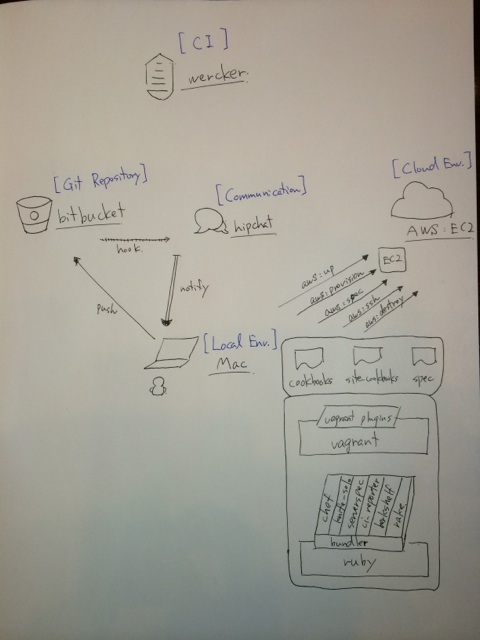 [CI]
wercker.
[Git Repository]
bitbucket
[Communication]
hipchat
[Cloud Env.]
AWS:EC2
hook.
EC2
aws:up
aws:provision
aws:spec
aws:ssh
aws:destroy
notify
push
[Local Env.]
Mac.
cookbooks
site-cookbooks
spec
vagrant plugins
vagrant
chef
knife-solo
serverspec
ci_reporter
berkshelf
rake
bundler
ruby